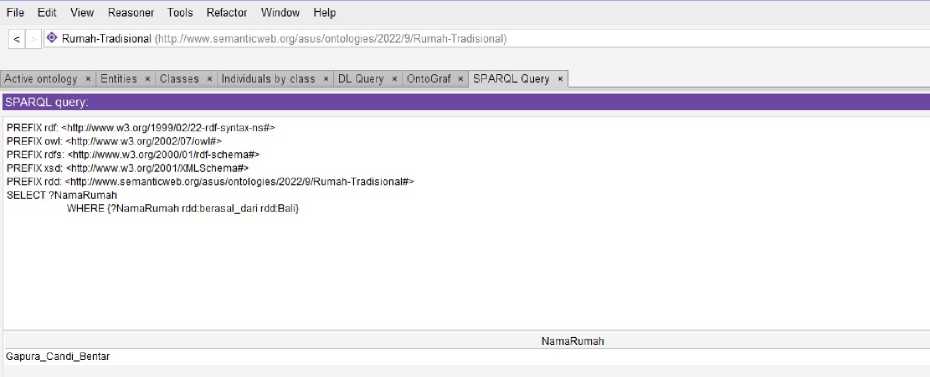 File Edit View Reasoner Tools Refactor Window Help
< > Rumah-Tradisional (http://www.semanticweb.org/asus/ontologies/2022/9/Rumah-Tradisional)
Active ontology × Entities × Classes × Individuals by class × DL Query × OntoGraf × SPARQL Query ×
SPARQL query:
PREFIX rdf: <http://www.w3.org/1999/02/22-rdf-syntax-ns#>
PREFIX owl: <http://www.w3.org/2002/07/owl#>
PREFIX rdfs: <http://www.w3.org/2000/01/rdf-schema#>
PREFIX xsd: <http://www.w3.org/2001/XMLSchema#>
PREFIX rdd: <http://www.semanticweb.org/asus/ontologies/2022/9/Rumah-Tradisional#>
SELECT ?NamaRumah
WHERE {?NamaRumah rdd:berasal_dari rdd:Bali}
NamaRumah
Gapura_Candi_Bentar